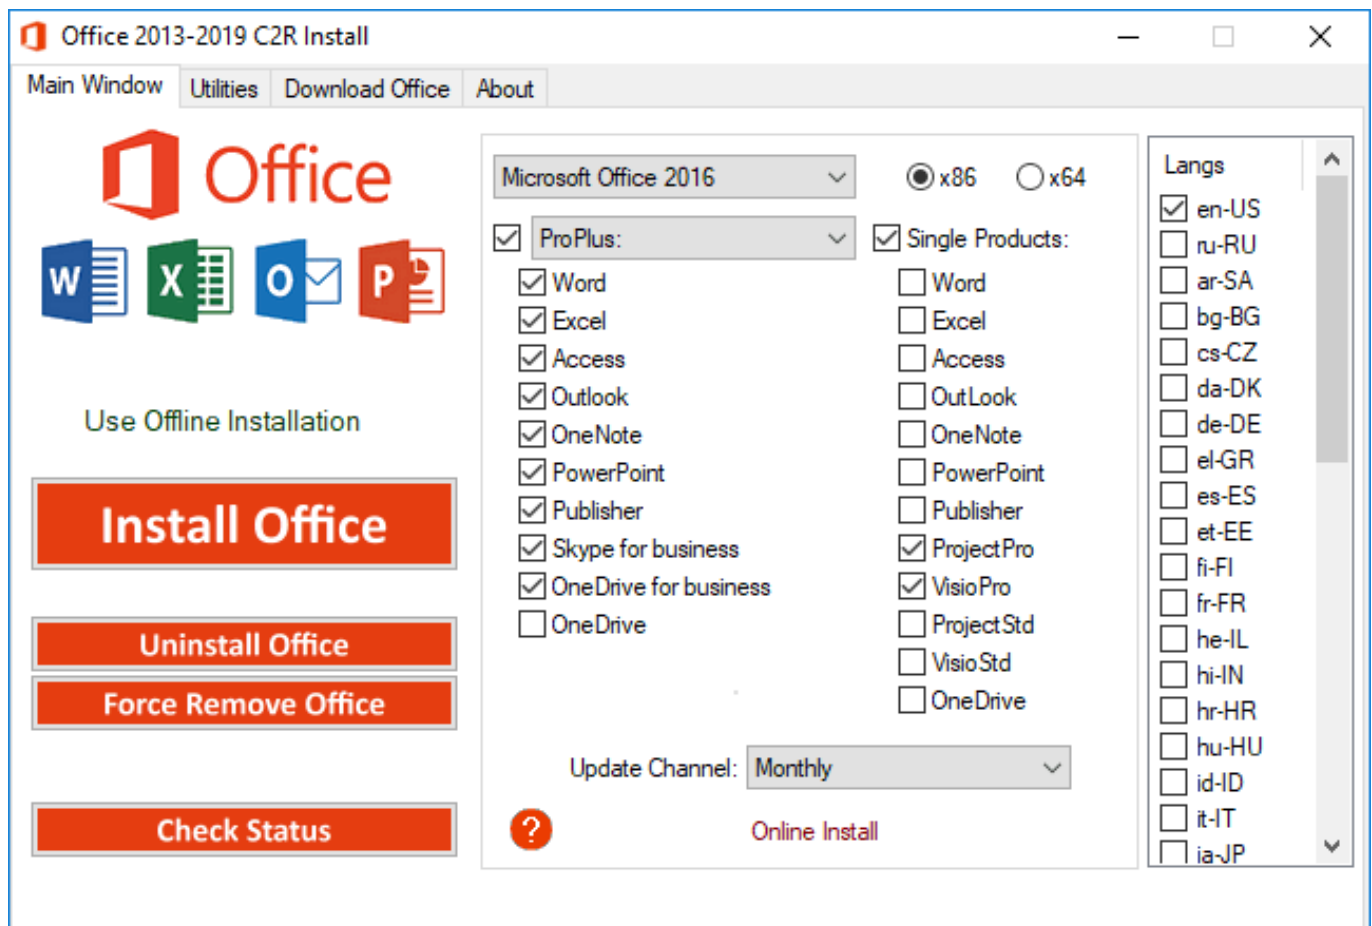 Office 2013-2019 C2R Install
Main Window
Utilities
Download Office
About
Office
W
X
O
P
Use Offline Installation
Install Office
Uninstall Office
Force Remove Office
Check Status
Microsoft Office 2016
x86
x64
ProPlus:
Word
Excel
Access
Outlook
OneNote
PowerPoint
Publisher
Skype for business
OneDrive for business
OneDrive
Single Products:
Word
Excel
Access
OutLook
OneNote
PowerPoint
Publisher
ProjectPro
VisioPro
ProjectStd
VisioStd
OneDrive
Update Channel:
Monthly
?
Online Install
Langs
en-US
ru-RU
ar-SA
bg-BG
cs-CZ
da-DK
de-DE
el-GR
es-ES
et-EE
fi-FI
fr-FR
he-IL
hi-IN
hr-HR
hu-HU
id-ID
it-IT
ja-JP